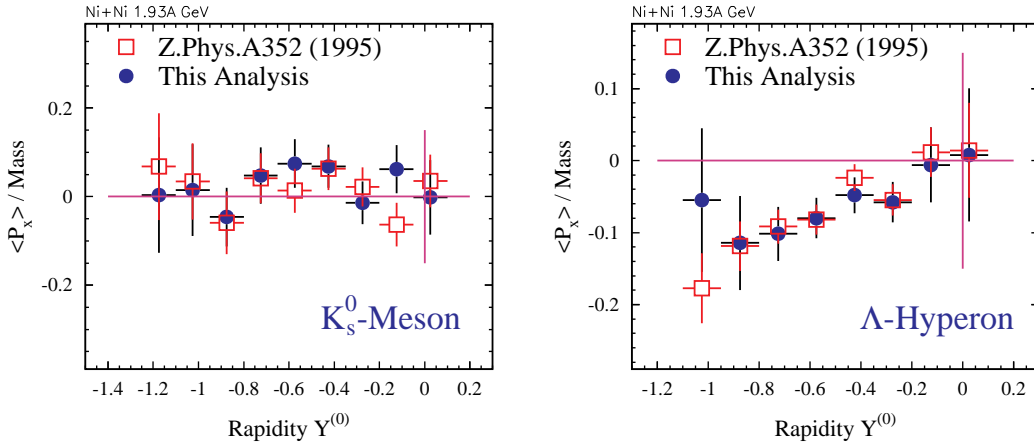 Ni+Ni 1.93A GeV
Z.Phys.A352 (1995)
This Analysis
0.2
0
-0.2
<Pₓ> / Mass
K⁰ₛ-Meson
-1.4 -1.2 -1 -0.8 -0.6 -0.4 -0.2 0 0.2
Rapidity Y⁽⁰⁾
Ni+Ni 1.93A GeV
Z.Phys.A352 (1995)
This Analysis
0.1
0
-0.1
-0.2
<Pₓ> / Mass
Λ-Hyperon
-1.2 -1 -0.8 -0.6 -0.4 -0.2 0 0.2
Rapidity Y⁽⁰⁾